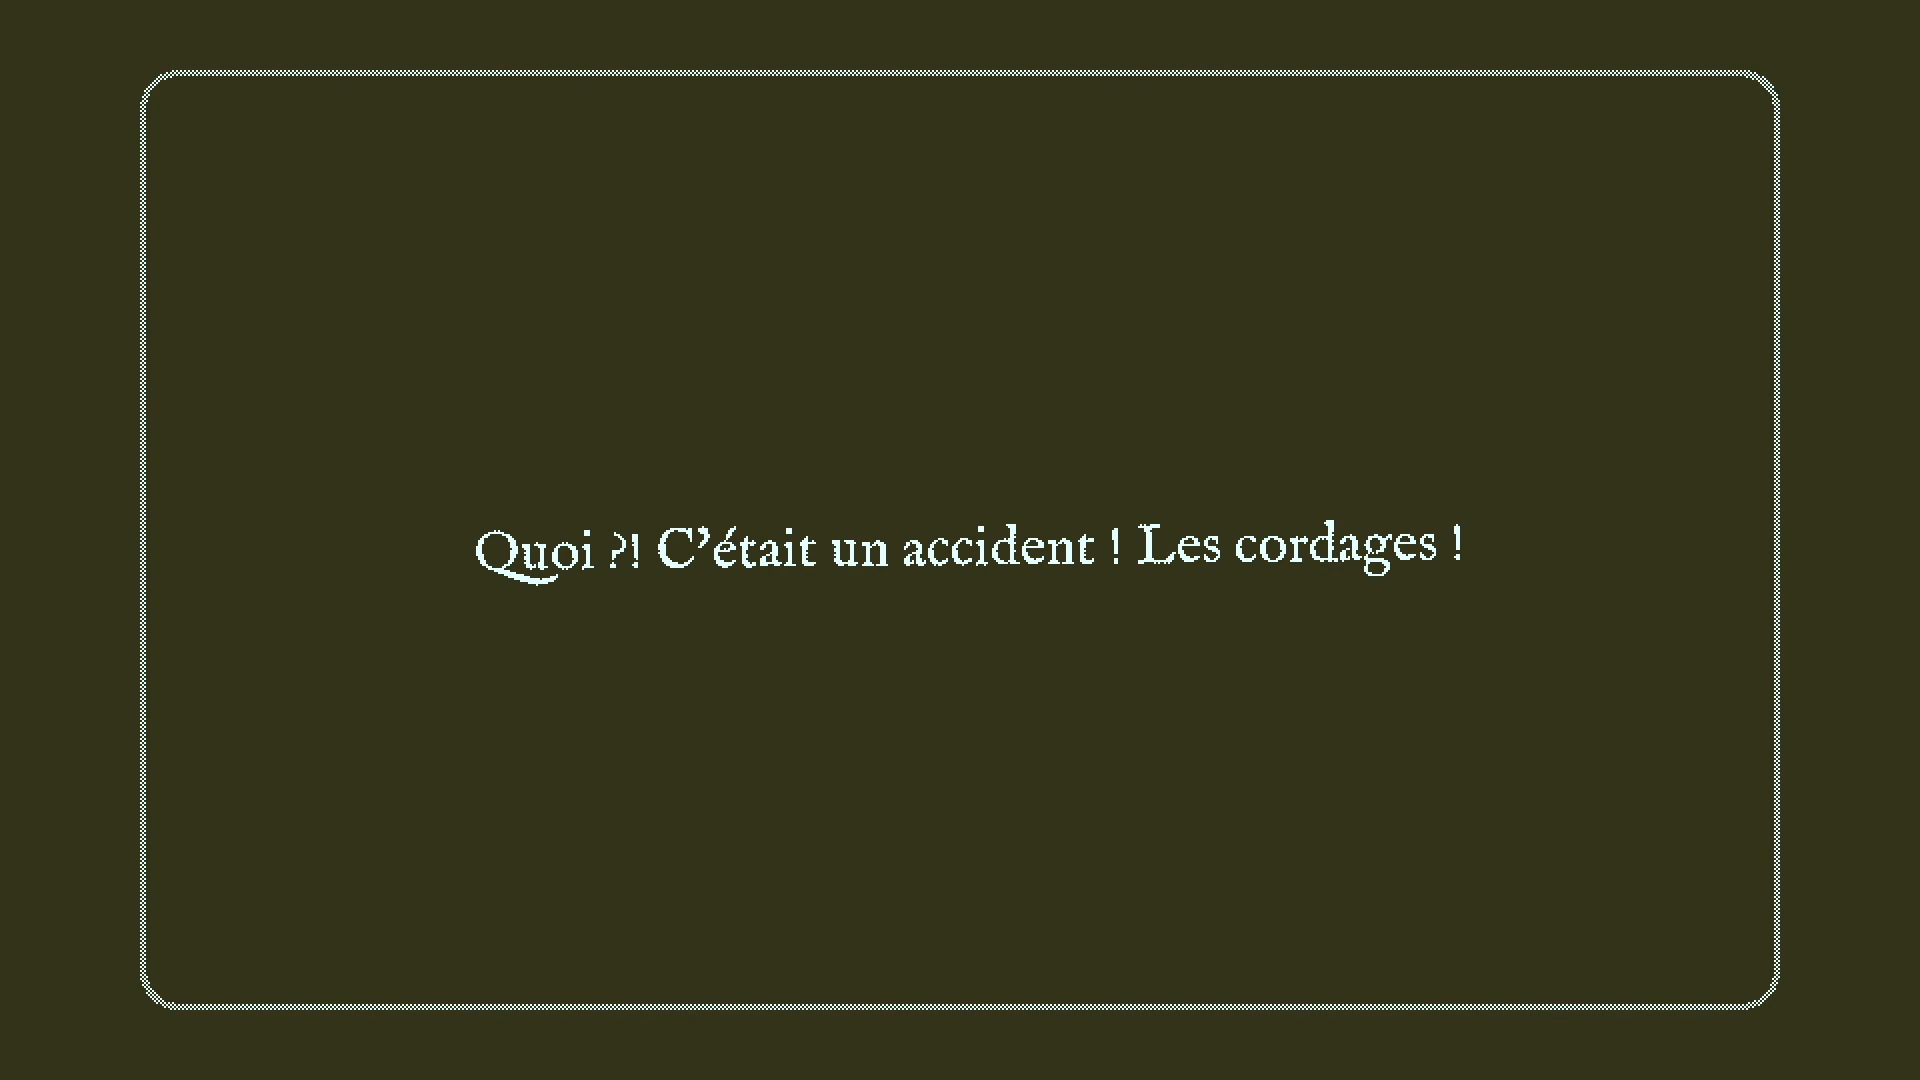 Quoi ?! C’était un accident ! Les cordages !